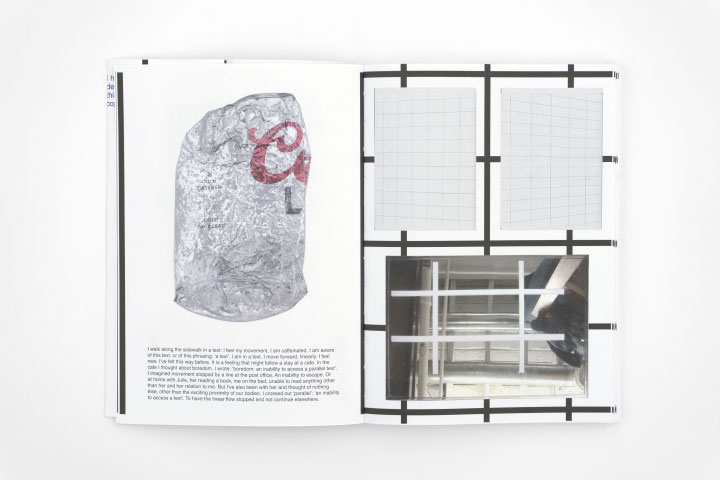 l h
de
thi
co
C
L
I walk along the sidewalk in a text: I feel my movement, I am caffeinated, I am aware
of this text, or of this phrasing: 'a text'. I am in a text, I move forward, linearly. I feel
new. I've felt this way before. It is a feeling that might follow a stay at a cafe. In the
cafe I thought about boredom. I wrote: 'boredom: an inability to access a parallel text'.
I imagined movement stopped by a line at the post office. An inability to escape. Or
at home with Julie, her reading a book, me on the bed, unable to read anything other
than her and her relation to me. But I've also been with her and thought of nothing
else, other than the exciting proximity of our bodies. I crossed out 'parallel': 'an inability
to access a text'. To have the linear flow stopped and not continue elsewhere.